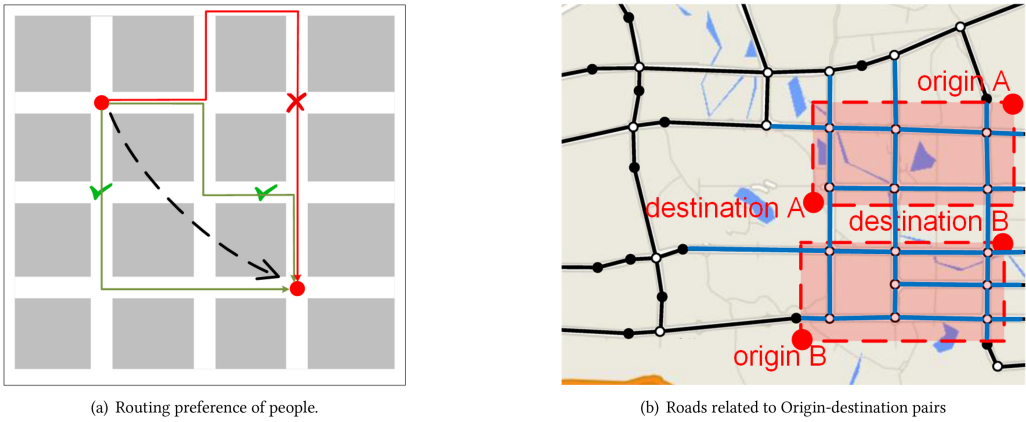 origin A
destination A
destination B
origin B
(a) Routing preference of people.
(b) Roads related to Origin-destination pairs